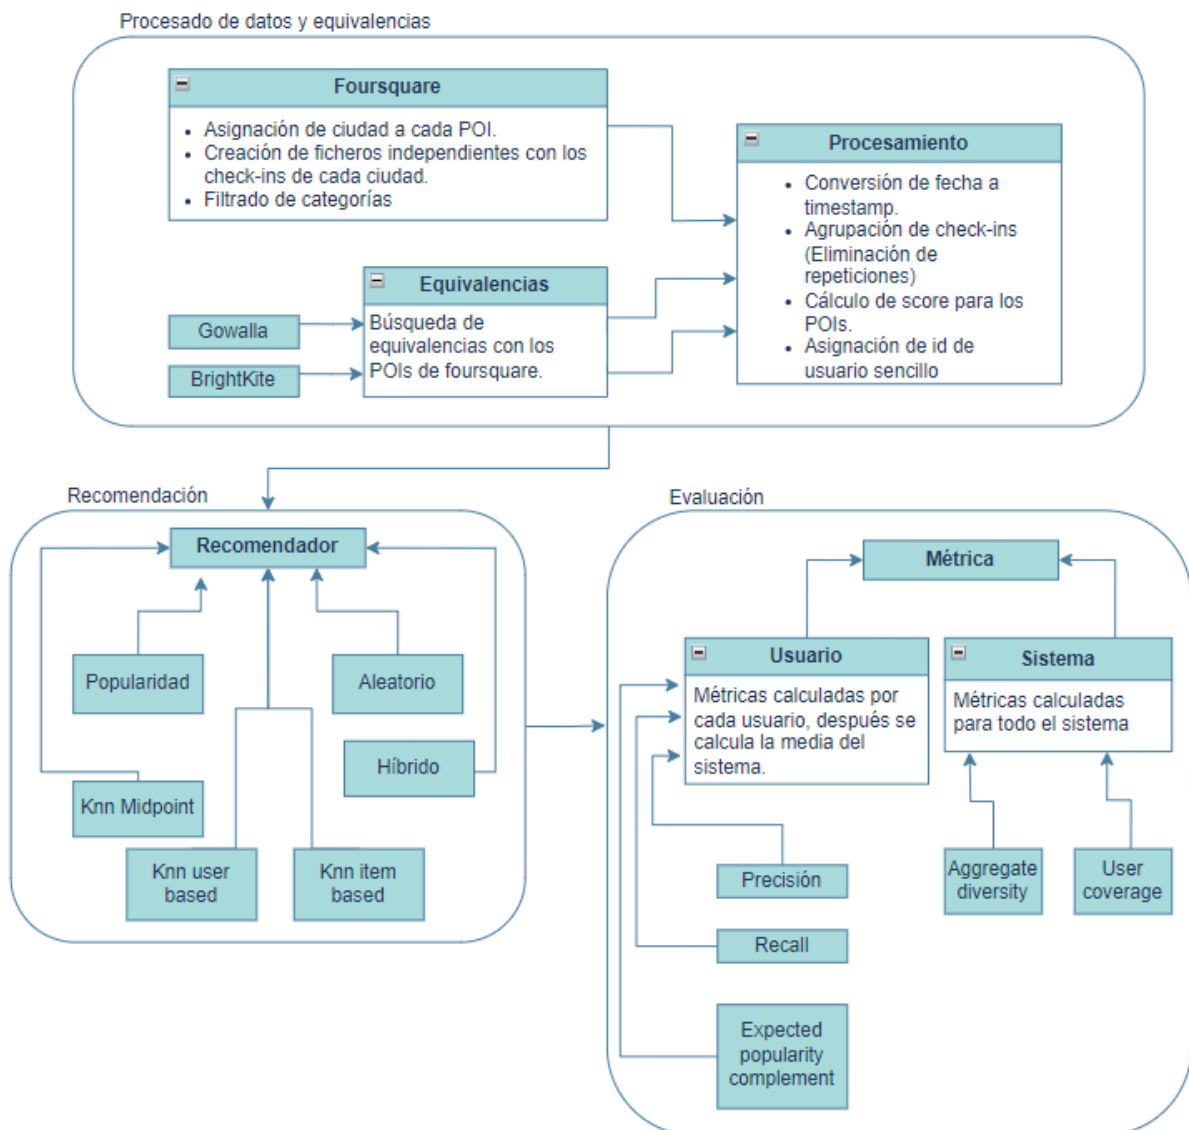 Procesado de datos y equivalencias
Foursquare
• Asignación de ciudad a cada POI.
• Creación de ficheros independientes con los
check-ins de cada ciudad.
• Filtrado de categorías
Procesamiento
• Conversión de fecha a
timestamp.
• Agrupación de check-ins
(Eliminación de
repeticiones)
• Cálculo de score para los
POIs.
• Asignación de id de
usuario sencillo
Equivalencias
Búsqueda de
equivalencias con los
POIs de foursquare.
Gowalla
BrightKite
Recomendación
Recomendador
Popularidad
Aleatorio
Híbrido
Knn Midpoint
Knn user
based
Knn item
based
Evaluación
Métrica
Usuario
Métricas calculadas por
cada usuario, después se
calcula la media del
sistema.
Sistema
Métricas calculadas
para todo el sistema
Precisión
Recall
Expected
popularity
complement
Aggregate
diversity
User
coverage